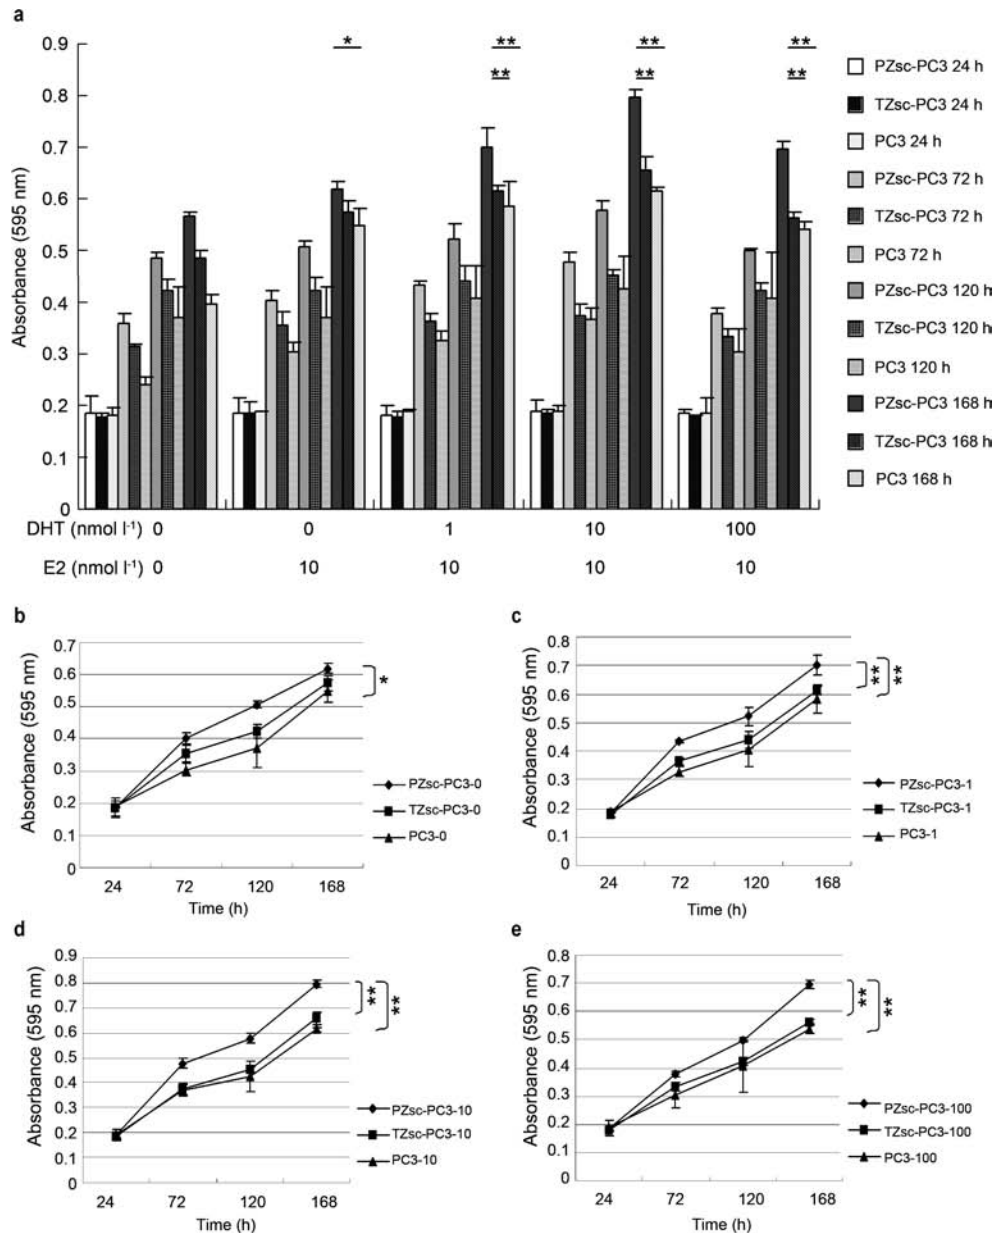 a
* ** ** **
** ** **
Absorbance (595 nm)
0.9
0.8
0.7
0.6
0.5
0.4
0.3
0.2
0.1
0
PZsc-PC3 24 h
TZsc-PC3 24 h
PC3 24 h
PZsc-PC3 72 h
TZsc-PC3 72 h
PC3 72 h
PZsc-PC3 120 h
TZsc-PC3 120 h
PC3 120 h
PZsc-PC3 168 h
TZsc-PC3 168 h
PC3 168 h
DHT (nmol l⁻¹) 0 0 1 10 100
E2 (nmol l⁻¹) 0 10 10 10 10
b
Absorbance (595 nm)
0.7
0.6
0.5
0.4
0.3
0.2
0.1
0
*
PZsc-PC3-0
TZsc-PC3-0
PC3-0
24 72 120 168
Time (h)
c
Absorbance (595 nm)
0.8
0.7
0.6
0.5
0.4
0.3
0.2
0.1
0
** **
PZsc-PC3-1
TZsc-PC3-1
PC3-1
24 72 120 168
Time (h)
d
Absorbance (595 nm)
0.9
0.8
0.7
0.6
0.5
0.4
0.3
0.2
0.1
** **
PZsc-PC3-10
TZsc-PC3-10
PC3-10
24 72 120 168
Time (h)
e
Absorbance (595 nm)
0.8
0.7
0.6
0.5
0.4
0.3
0.2
0.1
0
** **
PZsc-PC3-100
TZsc-PC3-100
PC3-100
24 72 120 168
Time (h)